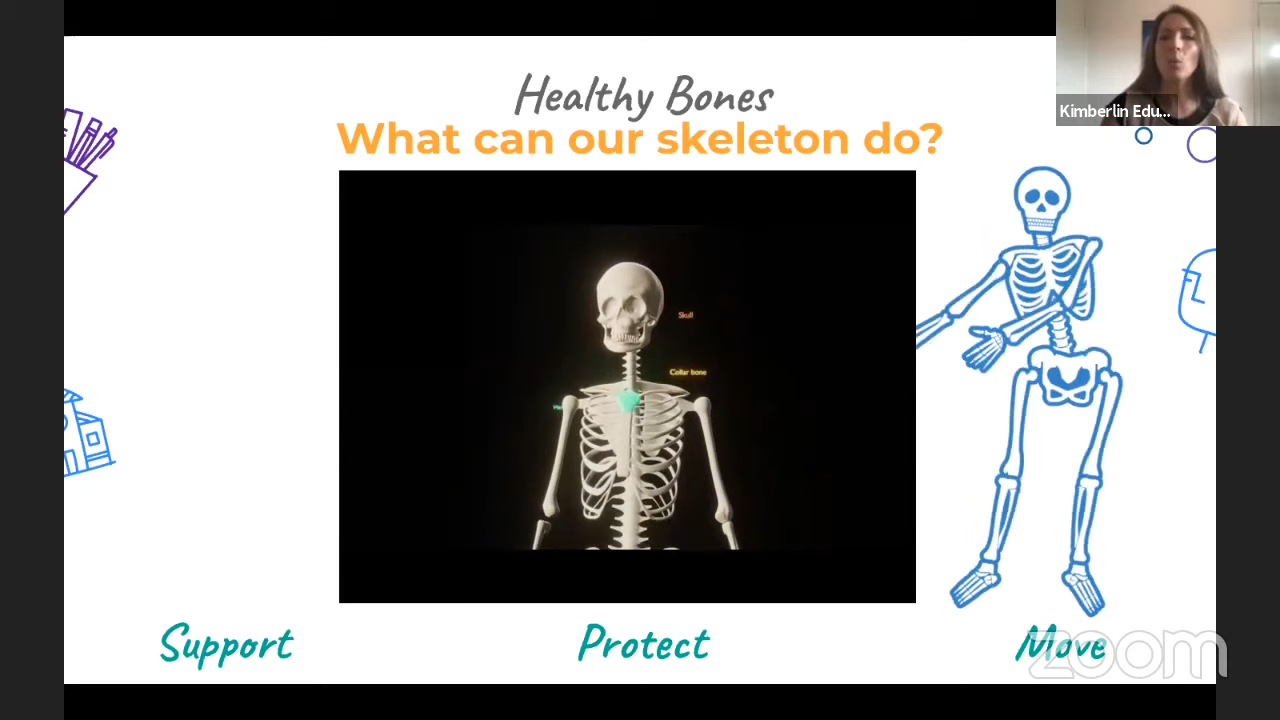 Healthy Bones
What can our skeleton do?
Kimberlin Edu...
Skull
Collar bone
Support
Protect
Move
zoom